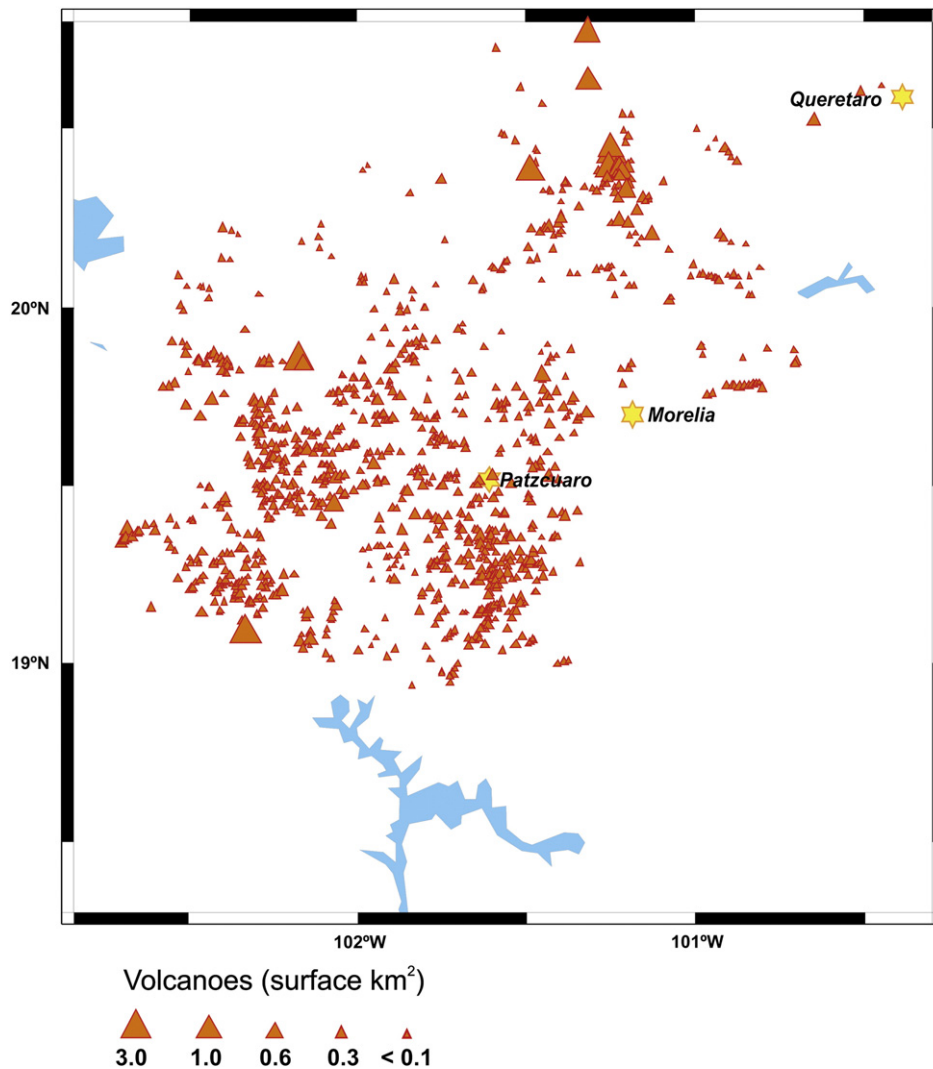 Queretaro
20ºN
Morelia
Patzcuaro
19ºN
102ºW 101ºW
Volcanoes (surface km²)
3.0 1.0 0.6 0.3 < 0.1